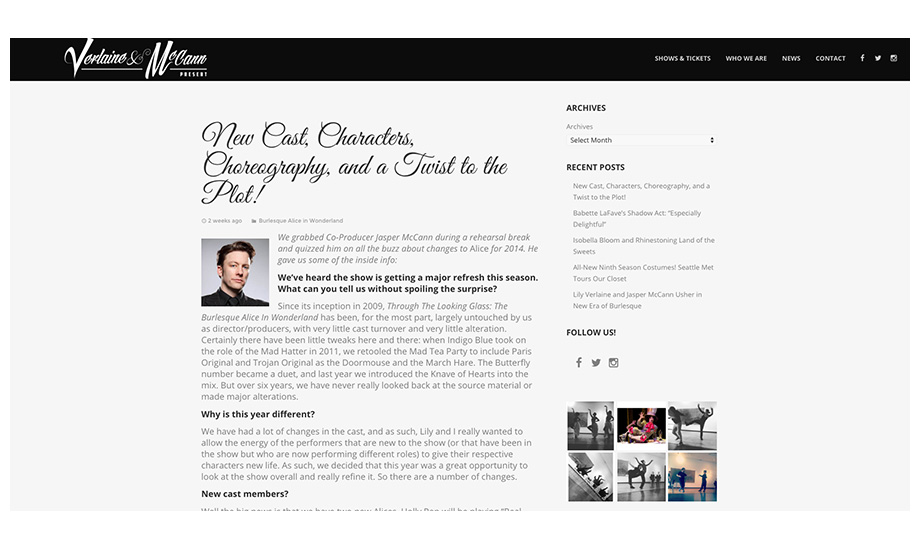 Verlaine & McCann
PRESENT
SHOWS & TICKETS WHO WE ARE NEWS CONTACT
New Cast, Characters,
Choreography, and a Twist to the
Plot!
2 weeks ago Burlesque Alice in Wonderland
We grabbed Co-Producer Jasper McCann during a rehearsal break
and quizzed him on all the buzz about changes to Alice for 2014. He
gave us some of the inside info:
We've heard the show is getting a major refresh this season.
What can you tell us without spoiling the surprise?
Since its inception in 2009, Through The Looking Glass: The
Burlesque Alice In Wonderland has been, for the most part, largely untouched by us
as director/producers, with very little cast turnover and very little alteration.
Certainly there have been little tweaks here and there: when Indigo Blue took on
the role of the Mad Hatter in 2011, we retooled the Mad Tea Party to include Paris
Original and Trojan Original as the Doormouse and the March Hare. The Butterfly
number became a duet, and last year we introduced the Knave of Hearts into the
mix. But over six years, we have never really looked back at the source material or
made major alterations.
Why is this year different?
We have had a lot of changes in the cast, and as such, Lily and I really wanted to
allow the energy of the performers that are new to the show (or that have been in
the show but who are now performing different roles) to give their respective
characters new life. As such, we decided that this year was a great opportunity to
look at the show overall and really refine it. So there are a number of changes.
New cast members?
ARCHIVES
Archives
Select Month
RECENT POSTS
New Cast, Characters, Choreography, and a
Twist to the Plot!
Babette LaFave's Shadow Act: "Especially
Delightful"
Isobella Bloom and Rhinestoning Land of the
Sweets
All-New Ninth Season Costumes! Seattle Met
Tours Our Closet
Lily Verlaine and Jasper McCann Usher in
New Era of Burlesque
FOLLOW US!